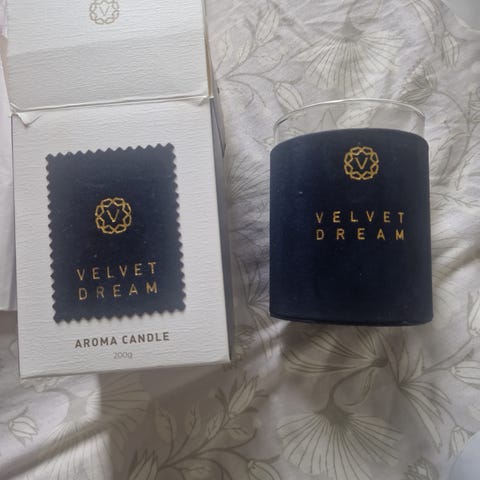 V
VELVET
DREAM
AROMA CANDLE
200g
V
VELVET
DREAM